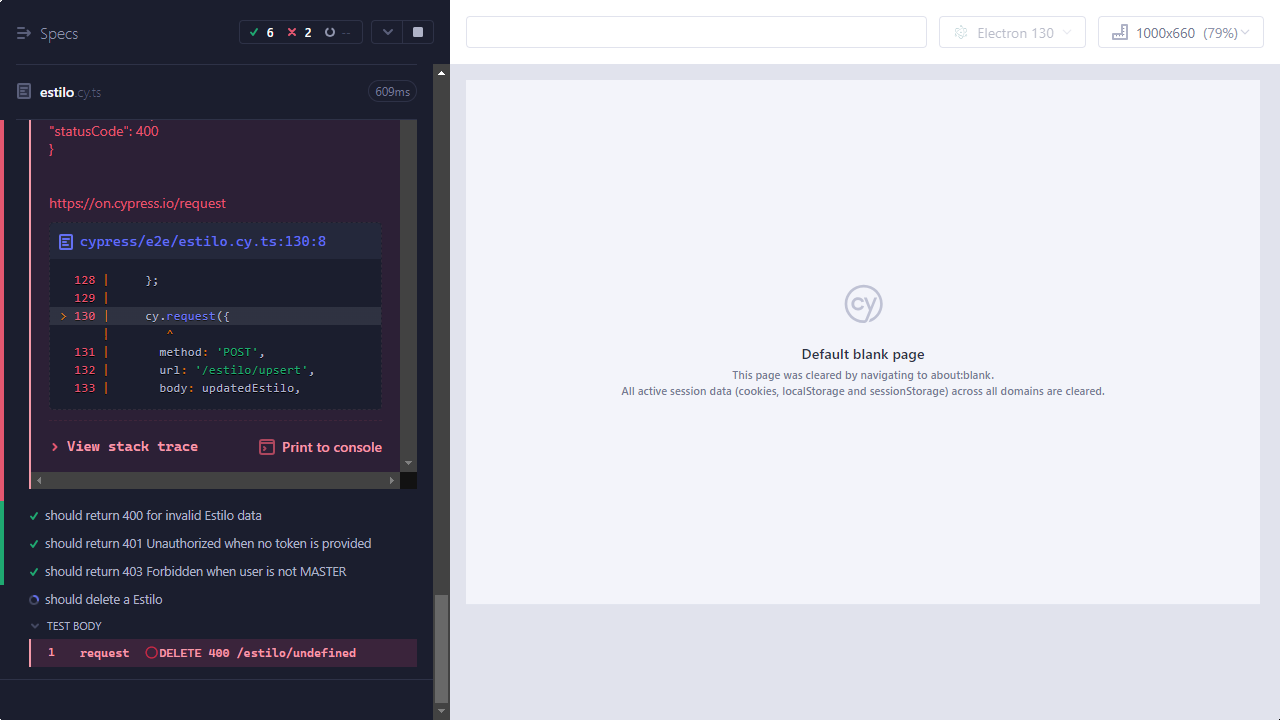 Specs
6
2
--
Electron 130
1000x660 (79%)
estilo.cy.ts
609ms
"statusCode": 400
}
https://on.cypress.io/request
cypress/e2e/estilo.cy.ts:130:8
128 | };
129 |
> 130 | cy.request({
| ^
131 | method: 'POST',
132 | url: '/estilo/upsert',
133 | body: updatedEstilo,
> View stack trace
Print to console
should return 400 for invalid Estilo data
should return 401 Unauthorized when no token is provided
should return 403 Forbidden when user is not MASTER
should delete a Estilo
TEST BODY
1 request DELETE 400 /estilo/undefined
cy
Default blank page
This page was cleared by navigating to about:blank.
All active session data (cookies, localStorage and sessionStorage) across all domains are cleared.